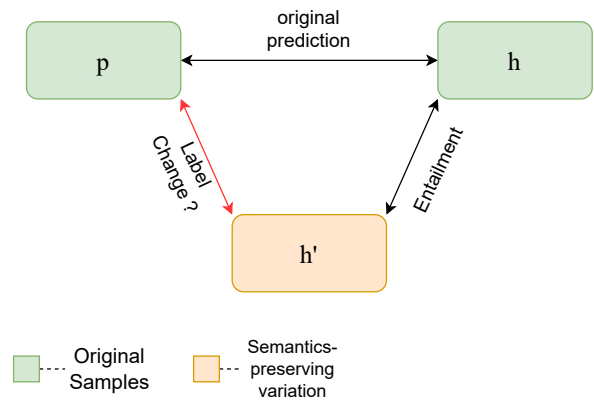 original
prediction
p
h
Label
Change ?
Entailment
h'
Original
Samples
Semantics-
preserving
variation